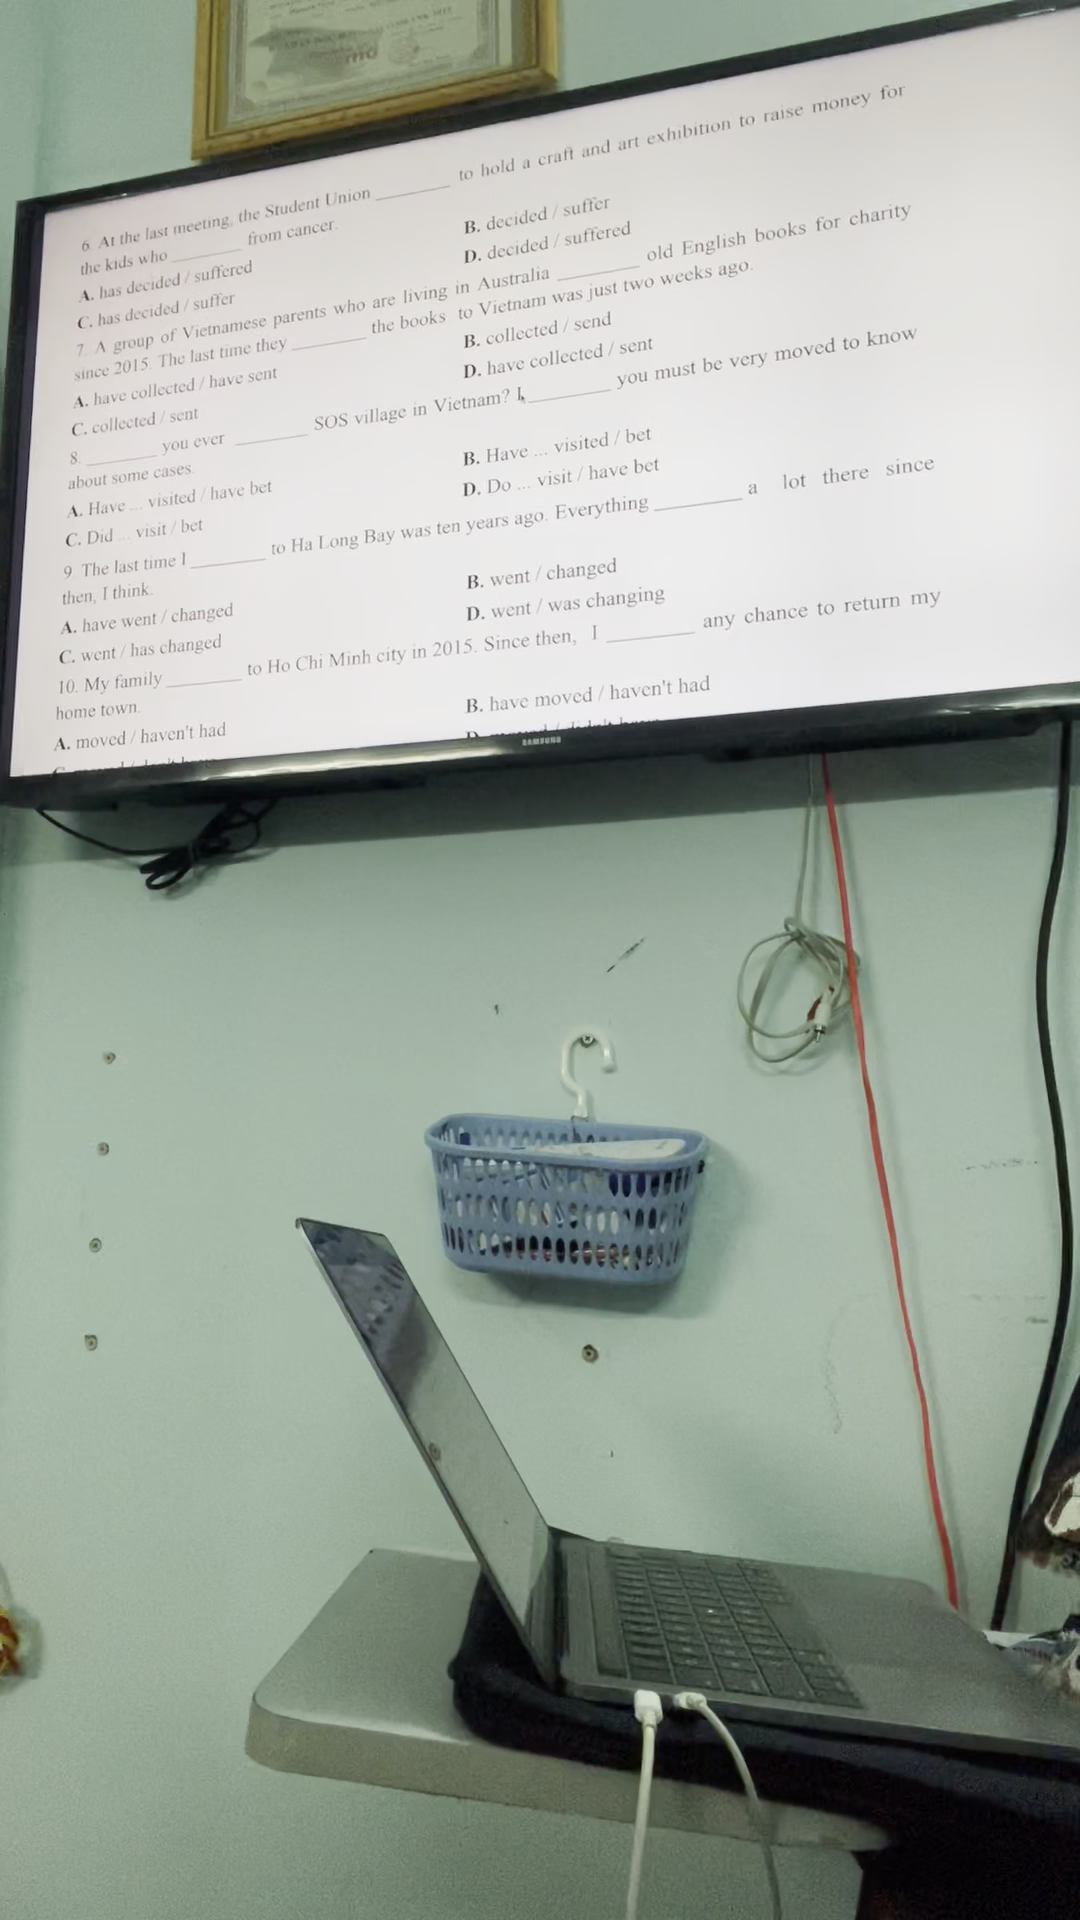 6. At the last meeting, the Student Union ________ to hold a craft and art exhibition to raise money for
the kids who ________ from cancer.
A. has decided / suffered B. decided / suffer
C. has decided / suffer D. decided / suffered
7. A group of Vietnamese parents who are living in Australia ________ old English books for charity
since 2015. The last time they ________ the books to Vietnam was just two weeks ago.
A. have collected / have sent B. collected / send
C. collected / sent D. have collected / sent
8. ________ you ever ________ SOS village in Vietnam? I ________ you must be very moved to know
about some cases.
A. Have ... visited / have bet B. Have ... visited / bet
C. Did ... visit / bet D. Do ... visit / have bet
9. The last time I ________ to Ha Long Bay was ten years ago. Everything ________ a lot there since
then, I think.
A. have went / changed B. went / changed
C. went / has changed D. went / was changing
10. My family ________ to Ho Chi Minh city in 2015. Since then, I ________ any chance to return my
home town.
A. moved / haven't had B. have moved / haven't had
SAMSUNG